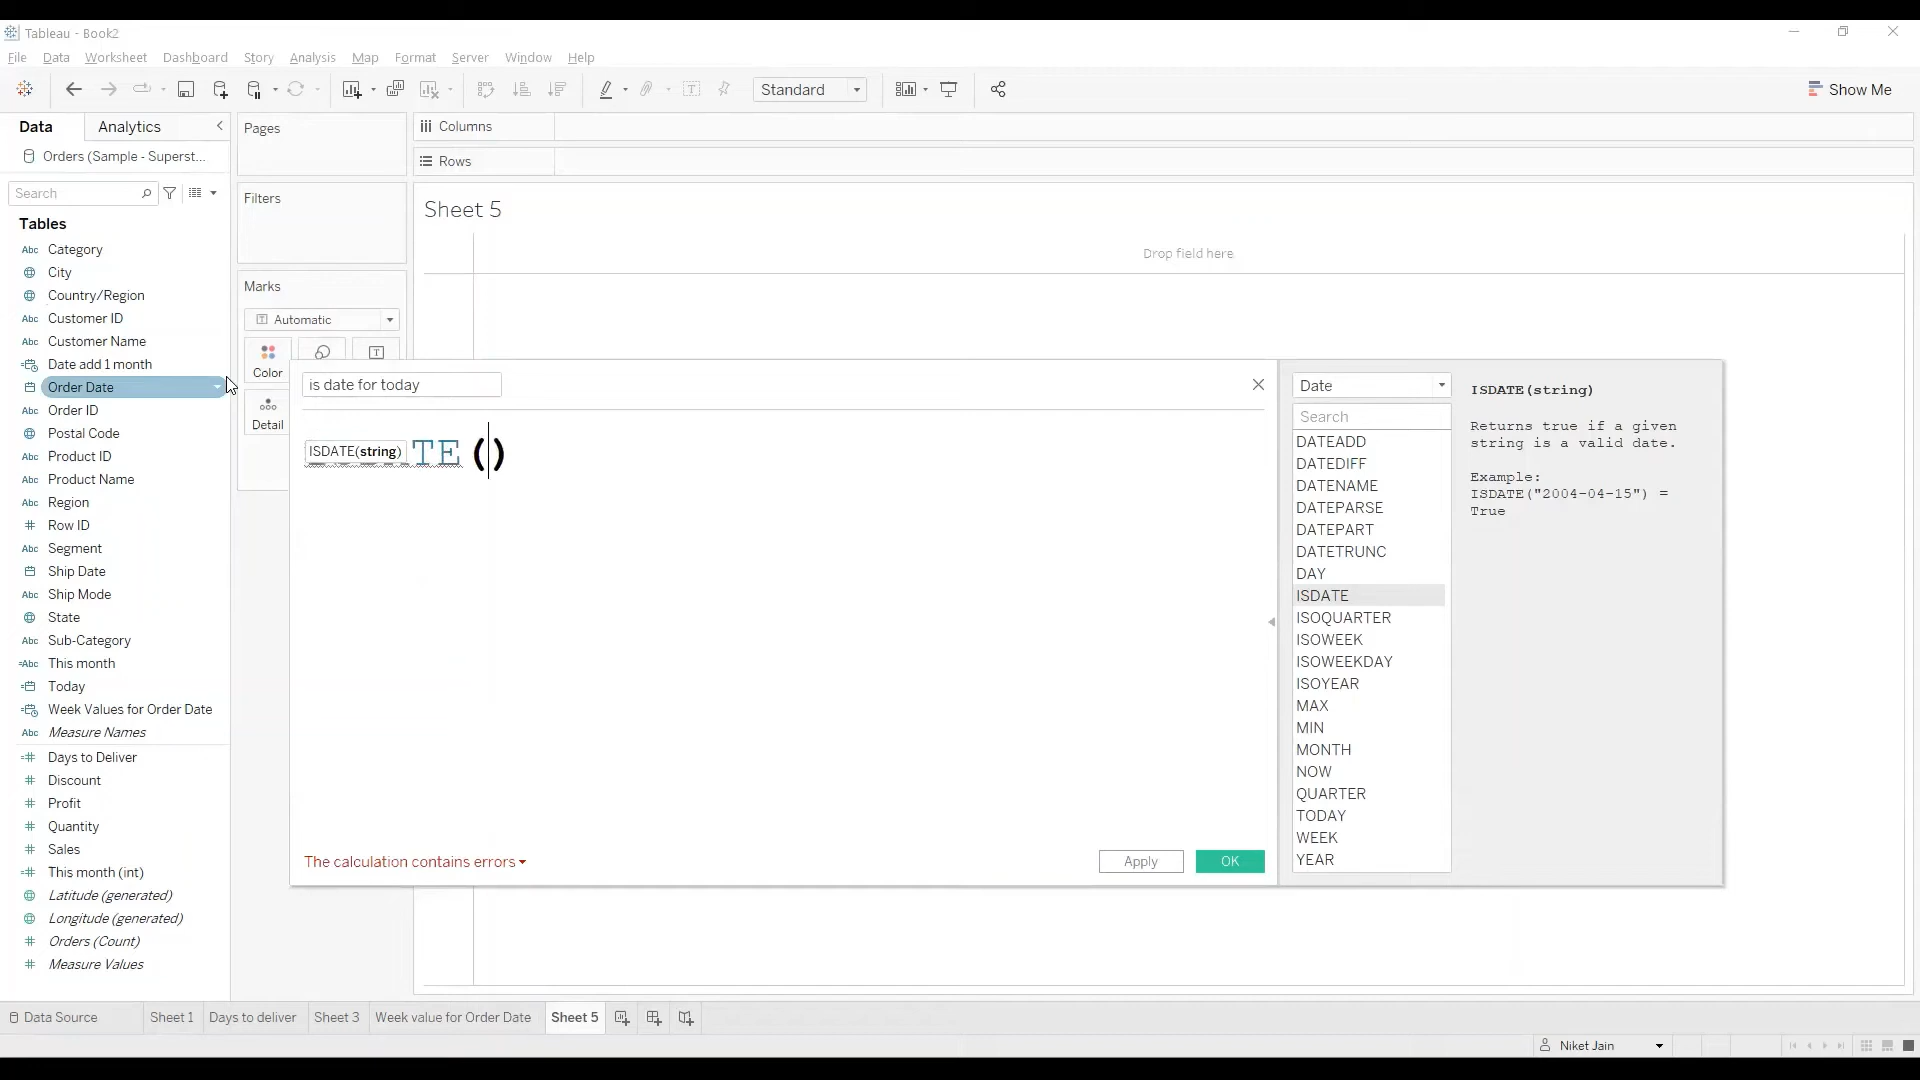 Tableau - Book2
File Data Worksheet Dashboard Story Analysis Map Format Server Window Help
Standard
Show Me
Data Analytics
Orders (Sample - Superst...
Search
Tables
Abc Category
City
Country/Region
Abc Customer ID
Abc Customer Name
Date add 1 month
Order Date
Abc Order ID
Postal Code
Abc Product ID
Abc Product Name
Abc Region
# Row ID
Abc Segment
Ship Date
Abc Ship Mode
State
Abc Sub-Category
=Abc This month
Today
Week Values for Order Date
Abc Measure Names
=# Days to Deliver
# Discount
# Profit
# Quantity
# Sales
=# This month (int)
Latitude (generated)
Longitude (generated)
# Orders (Count)
# Measure Values
Pages
Filters
Marks
Automatic
Color
Detail
Columns
Rows
Sheet 5
Drop field here
is date for today
ISDATE(string) TE ()
The calculation contains errors
Apply OK
Date
Search
DATEADD
DATEDIFF
DATENAME
DATEPARSE
DATEPART
DATETRUNC
DAY
ISDATE
ISOQUARTER
ISOWEEK
ISOWEEKDAY
ISOYEAR
MAX
MIN
MONTH
NOW
QUARTER
TODAY
WEEK
YEAR
ISDATE(string)
Returns true if a given
string is a valid date.
Example:
ISDATE("2004-04-15") =
True
Data Source Sheet 1 Days to deliver Sheet 3 Week value for Order Date Sheet 5
Niket Jain